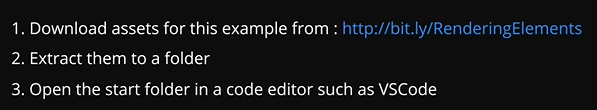 1. Download assets for this example from : http://bit.ly/RenderingElements
2. Extract them to a folder
3. Open the start folder in a code editor such as VSCode